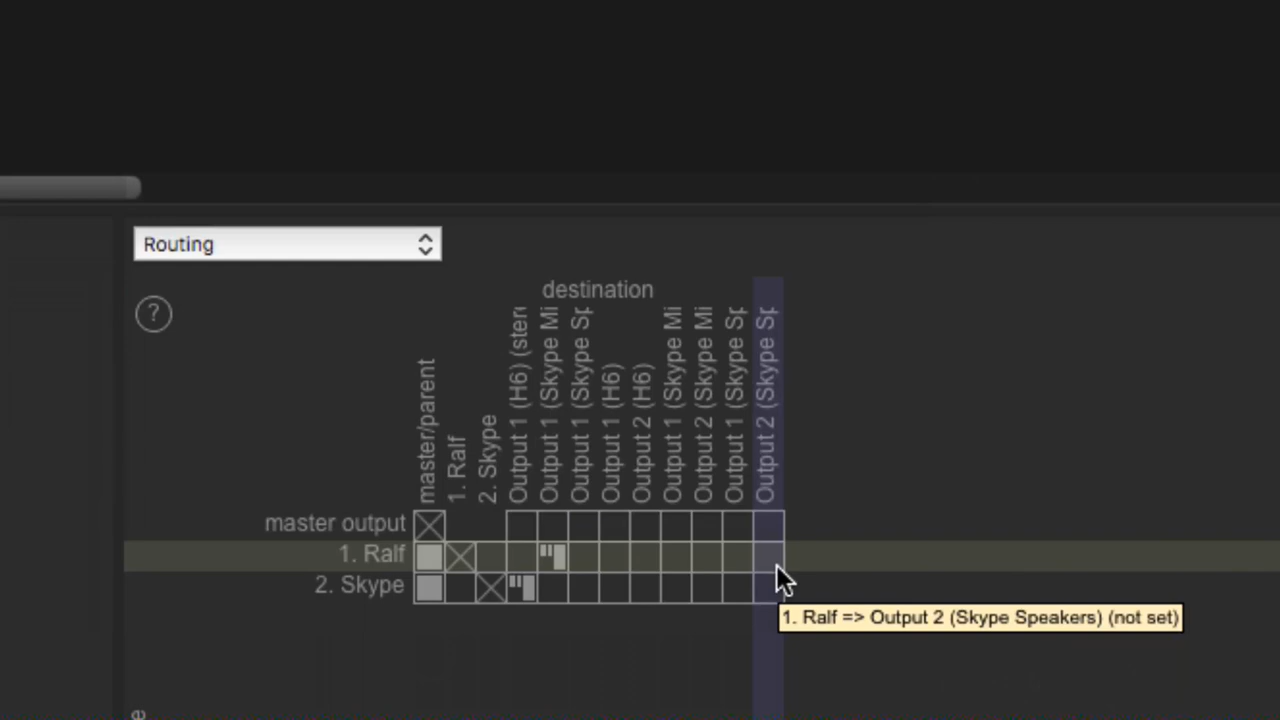 Routing
?
destination
master/parent
1. Ralf
2. Skype
Output 1 (H6) (ster
Output 1 (Skype Mi
Output 1 (Skype Sp
Output 1 (H6)
Output 2 (H6)
Output 1 (Skype Mi
Output 2 (Skype Mi
Output 1 (Skype Sp
Output 2 (Skype Sp
master output
1. Ralf
2. Skype
1. Ralf => Output 2 (Skype Speakers) (not set)
e